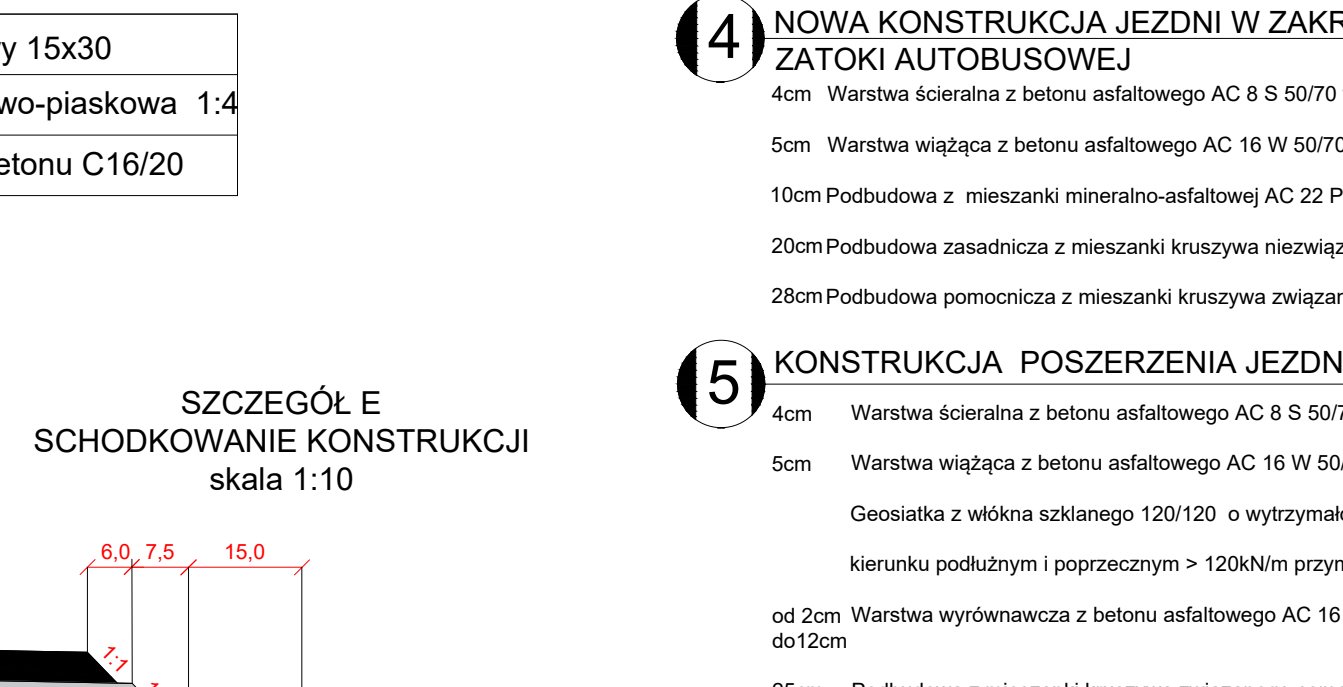 y 15x30
wo-piaskowa 1:4
etonu C16/20
SZCZEGÓŁ E
SCHODKOWANIE KONSTRUKCJI
skala 1:10
6,0 7,5 15,0
1:1
4 NOWA KONSTRUKCJA JEZDNI W ZAKR
ZATOKI AUTOBUSOWEJ
4cm Warstwa ścieralna z betonu asfaltowego AC 8 S 50/70
5cm Warstwa wiążąca z betonu asfaltowego AC 16 W 50/70
10cm Podbudowa z mieszanki mineralno-asfaltowej AC 22 P
20cm Podbudowa zasadnicza z mieszanki kruszywa niezwiąz
28cm Podbudowa pomocnicza z mieszanki kruszywa związan
5 KONSTRUKCJA POSZERZENIA JEZDN
4cm Warstwa ścieralna z betonu asfaltowego AC 8 S 50/7
5cm Warstwa wiążąca z betonu asfaltowego AC 16 W 50/
Geosiatka z włókna szklanego 120/120 o wytrzymało
kierunku podłużnym i poprzecznym > 120kN/m przym
od 2cm Warstwa wyrównawcza z betonu asfaltowego AC 16
do12cm